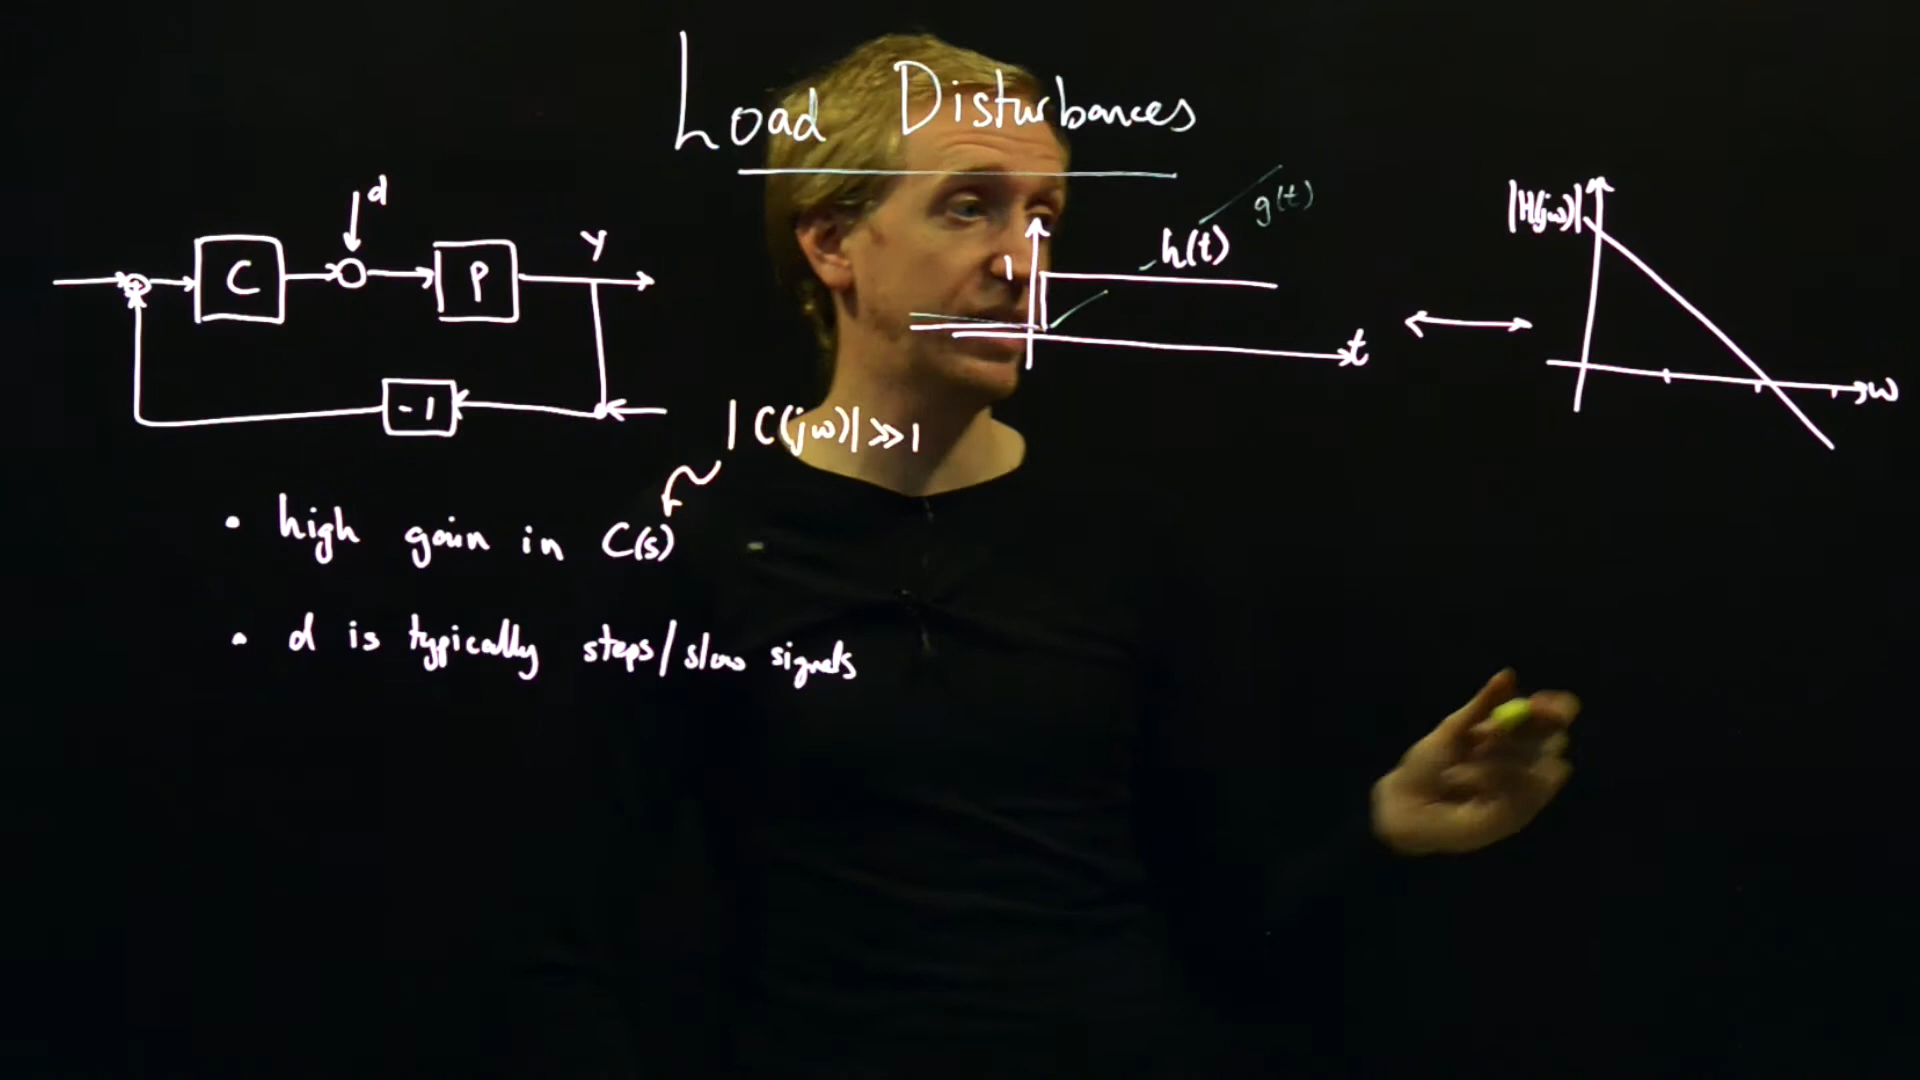 Load Disturbances
d
C
P
y
-1
1
h(t)
g(t)
t
|H(jω)|
ω
|C(jω)| >> 1
• high gain in C(s)
• d is typically steps/slow signals